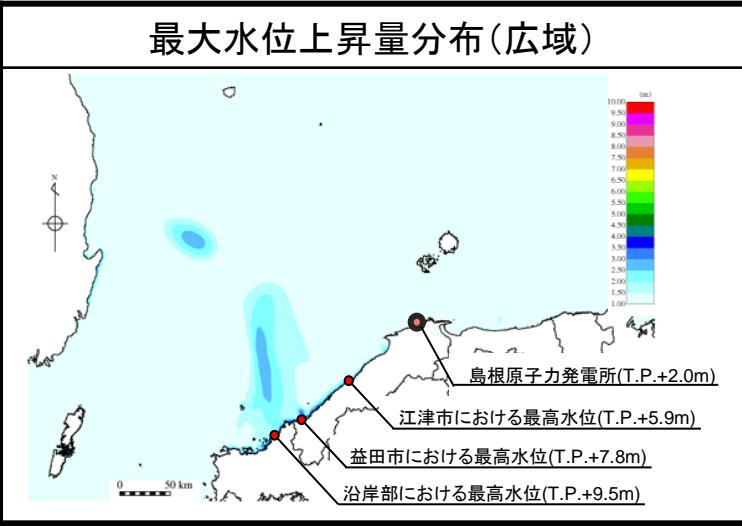 最大水位上昇量分布(広域)
(m)
10.00
9.50
9.00
8.50
8.00
7.50
7.00
6.50
6.00
5.50
5.00
4.50
4.00
3.50
3.00
2.50
2.00
1.50
1.00
N
島根原子力発電所(T.P.+2.0m)
江津市における最高水位(T.P.+5.9m)
益田市における最高水位(T.P.+7.8m)
沿岸部における最高水位(T.P.+9.5m)
0 50 km